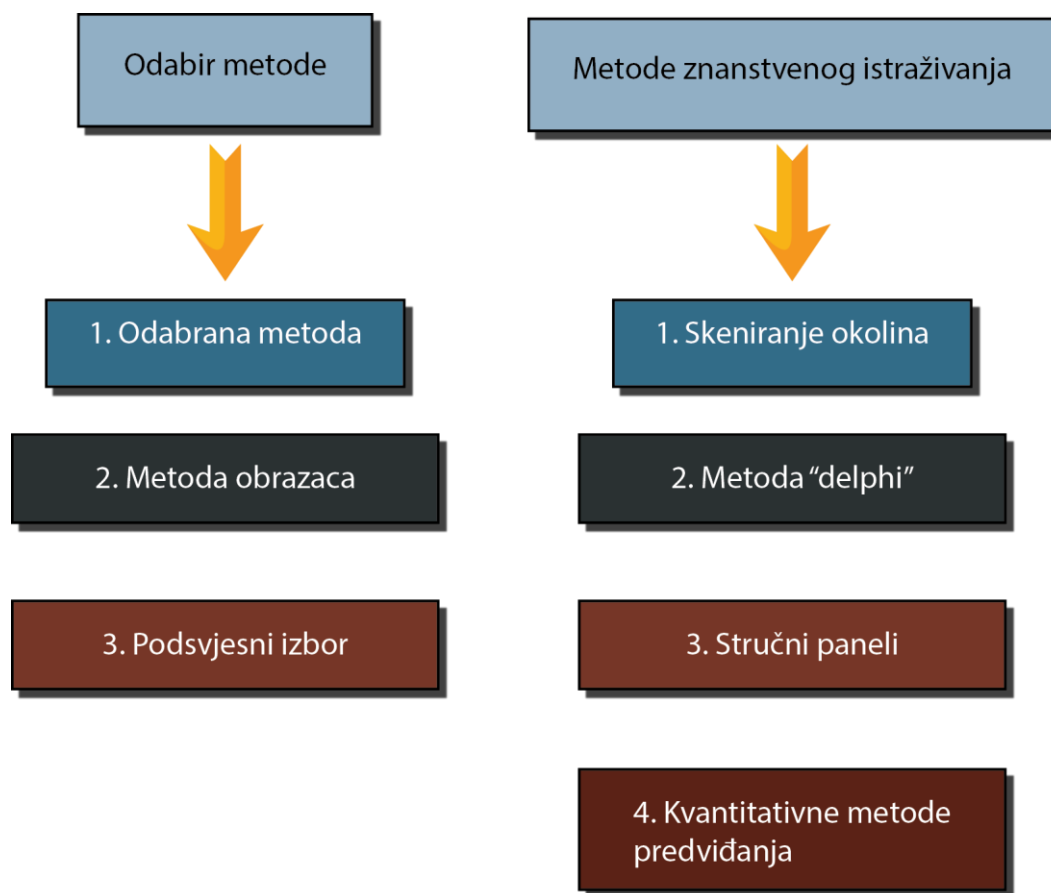 Odabir metode
1. Odabrana metoda
2. Metoda obrazaca
3. Podsvjesni izbor
Metode znanstvenog istraživanja
1. Skeniranje okolina
2. Metoda “delphi”
3. Stručni paneli
4. Kvantitativne metode
predviđanja